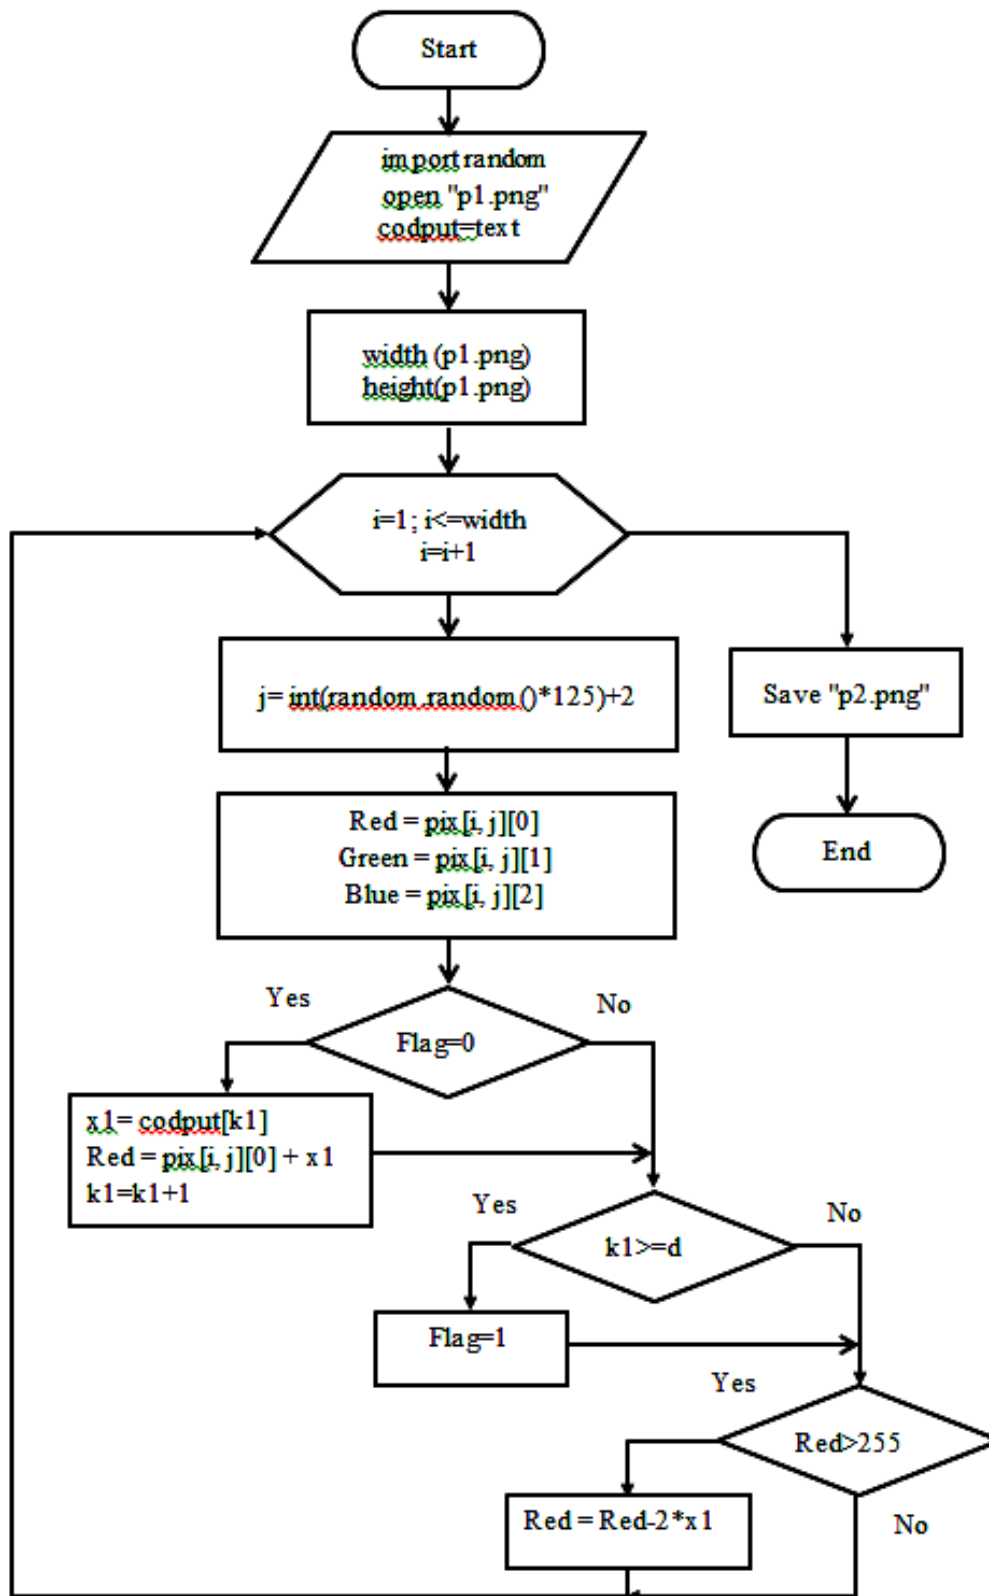 Start
import random
open "p1.png"
codput=text
width (p1.png)
height(p1.png)
i=1; i<=width
i=i+1
j= int(random.random()*125)+2
Save "p2.png"
Red = pix[i, j][0]
Green = pix[i, j][1]
Blue = pix[i, j][2]
End
Yes
No
Flag=0
x1= codput[k1]
Red = pix[i, j][0] + x1
k1=k1+1
Yes
No
k1>=d
Flag=1
Yes
Red>255
Red = Red-2*x1
No